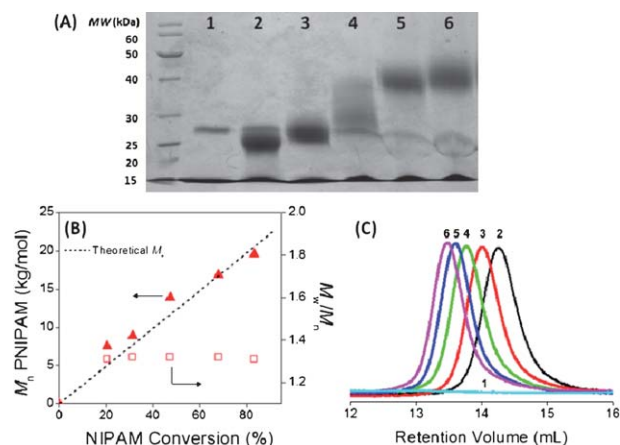 (A)
MW (kDa)
1 2 3 4 5 6
60
50
40
30
25
20
15
(B)
Theoretical Mn
Mn PNIPAM (kg/mol)
25
20
15
10
5
0
0 20 40 60 80 100
NIPAM Conversion (%)
2.0
1.8
1.6
1.4
1.2
Mw/Mn
(C)
6 5 4 3 2
1
12 13 14 15 16
Retention Volume (mL)